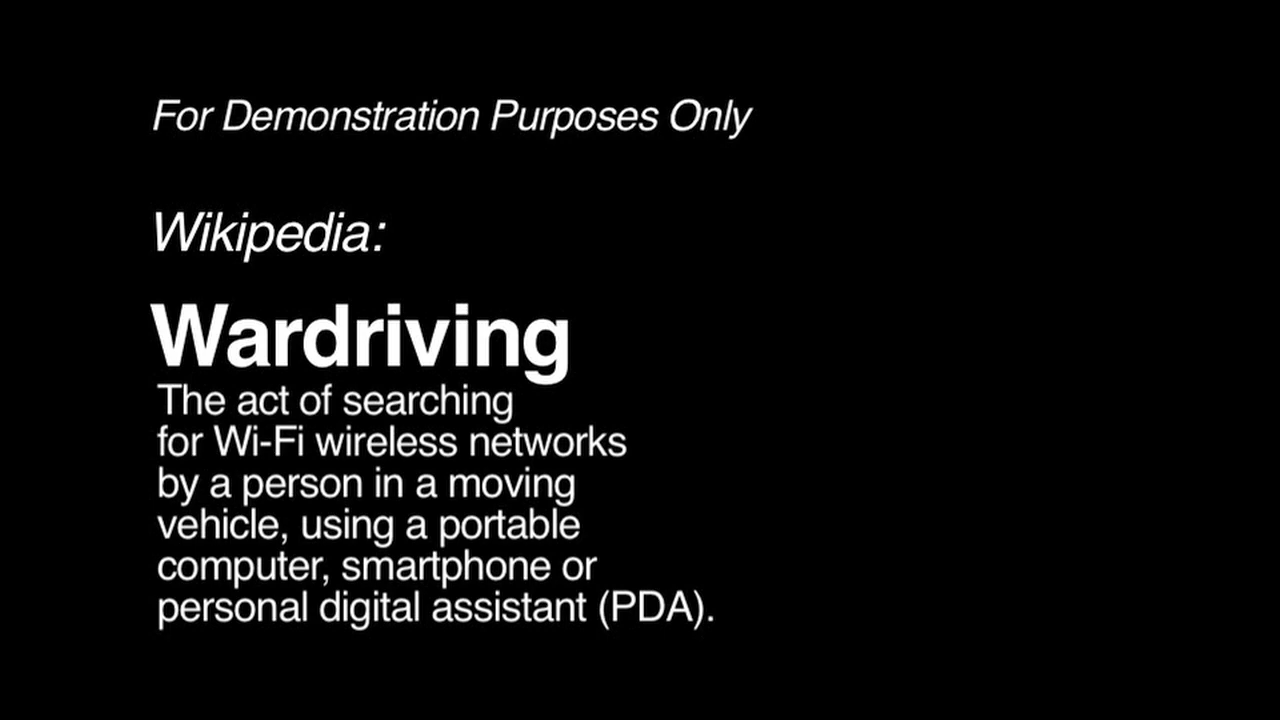 For Demonstration Purposes Only
Wikipedia:
Wardriving
The act of searching
for Wi-Fi wireless networks
by a person in a moving
vehicle, using a portable
computer, smartphone or
personal digital assistant (PDA).